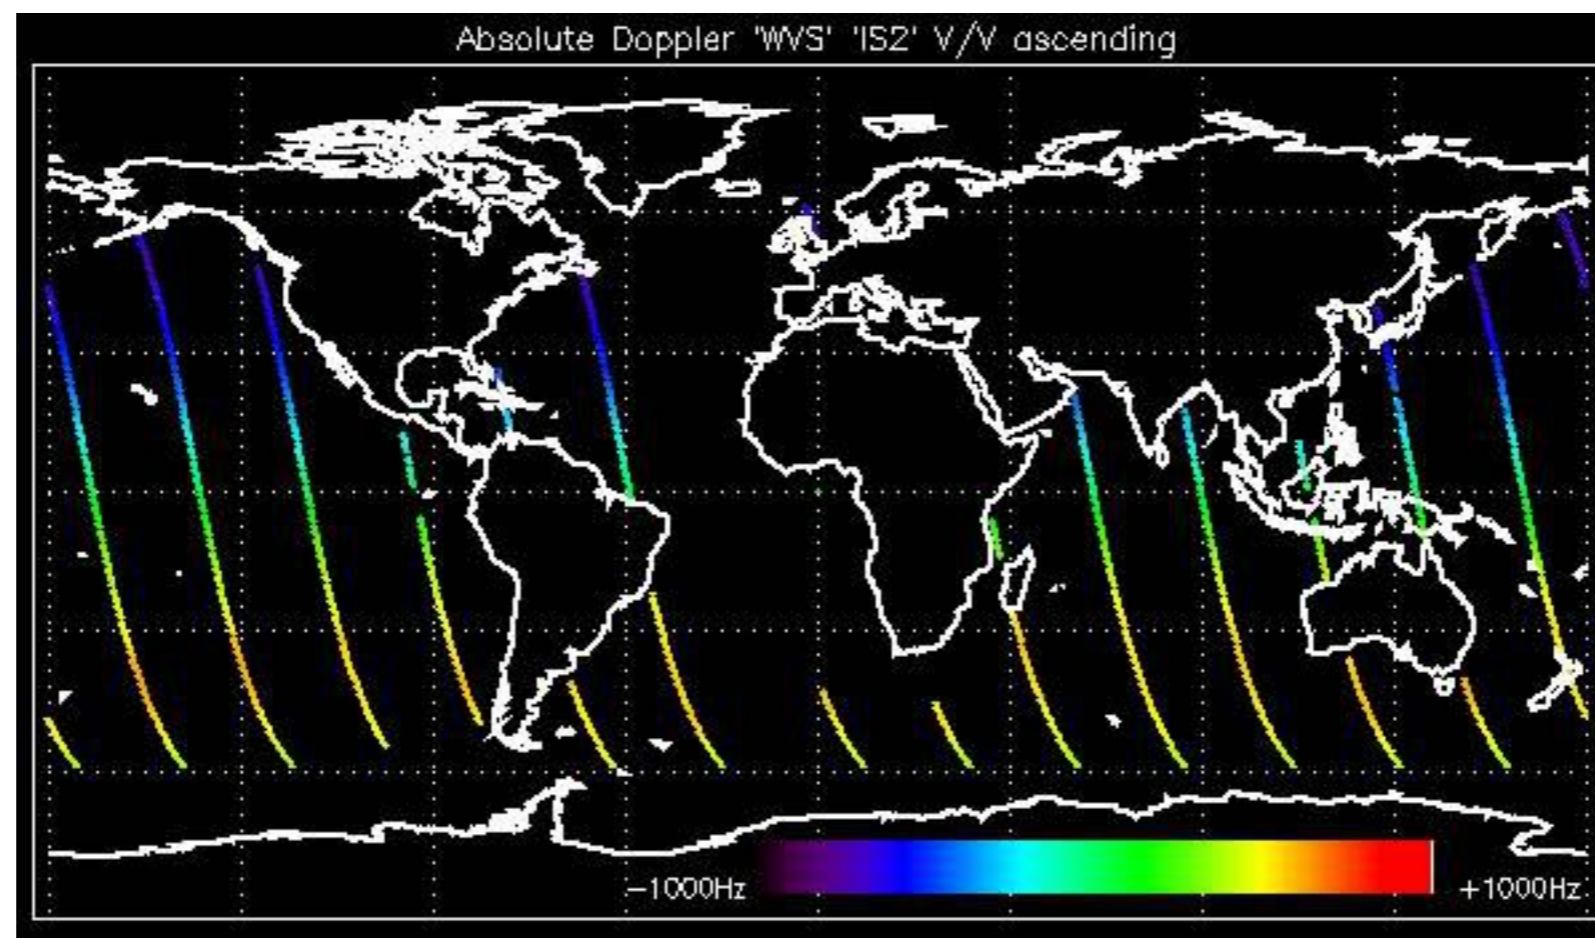 Absolute Doppler 'WVS' 'IS2' V/V ascending
−1000Hz
+1000Hz